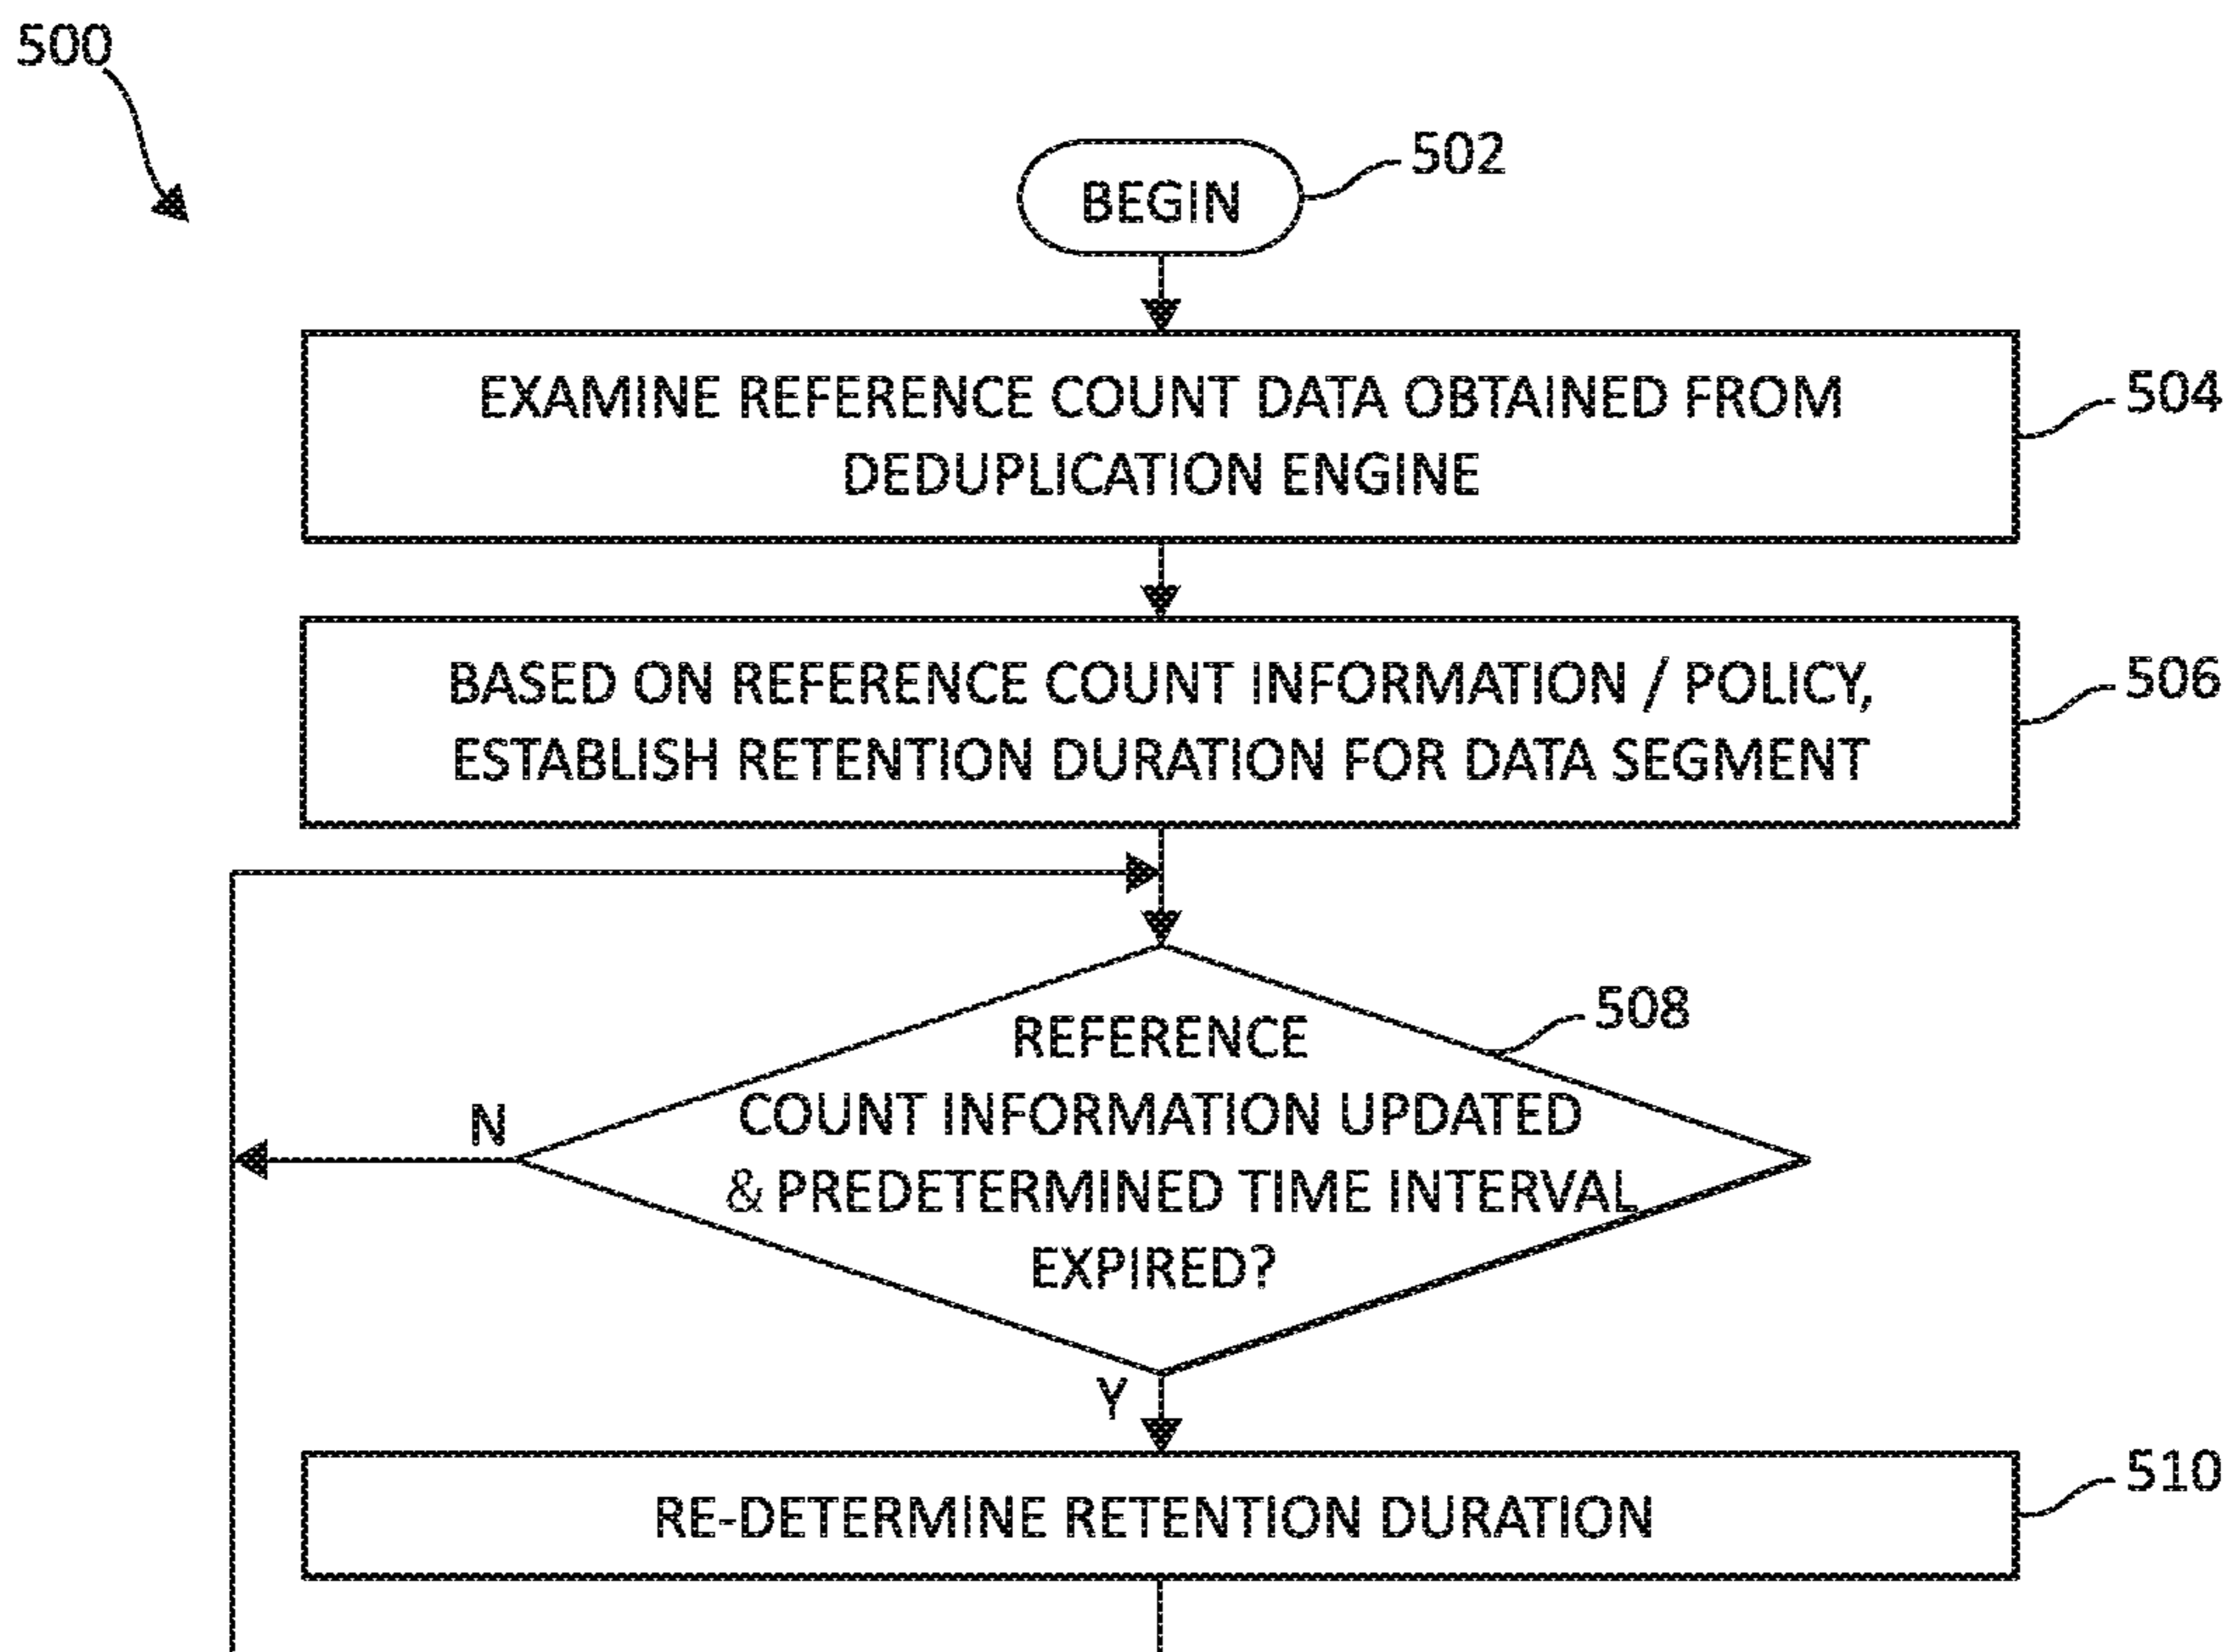 500
BEGIN
502
EXAMINE REFERENCE COUNT DATA OBTAINED FROM
DEDUPLICATION ENGINE
504
BASED ON REFERENCE COUNT INFORMATION / POLICY,
ESTABLISH RETENTION DURATION FOR DATA SEGMENT
506
REFERENCE
COUNT INFORMATION UPDATED
& PREDETERMINED TIME INTERVAL
EXPIRED?
508
N
Y
RE-DETERMINE RETENTION DURATION
510